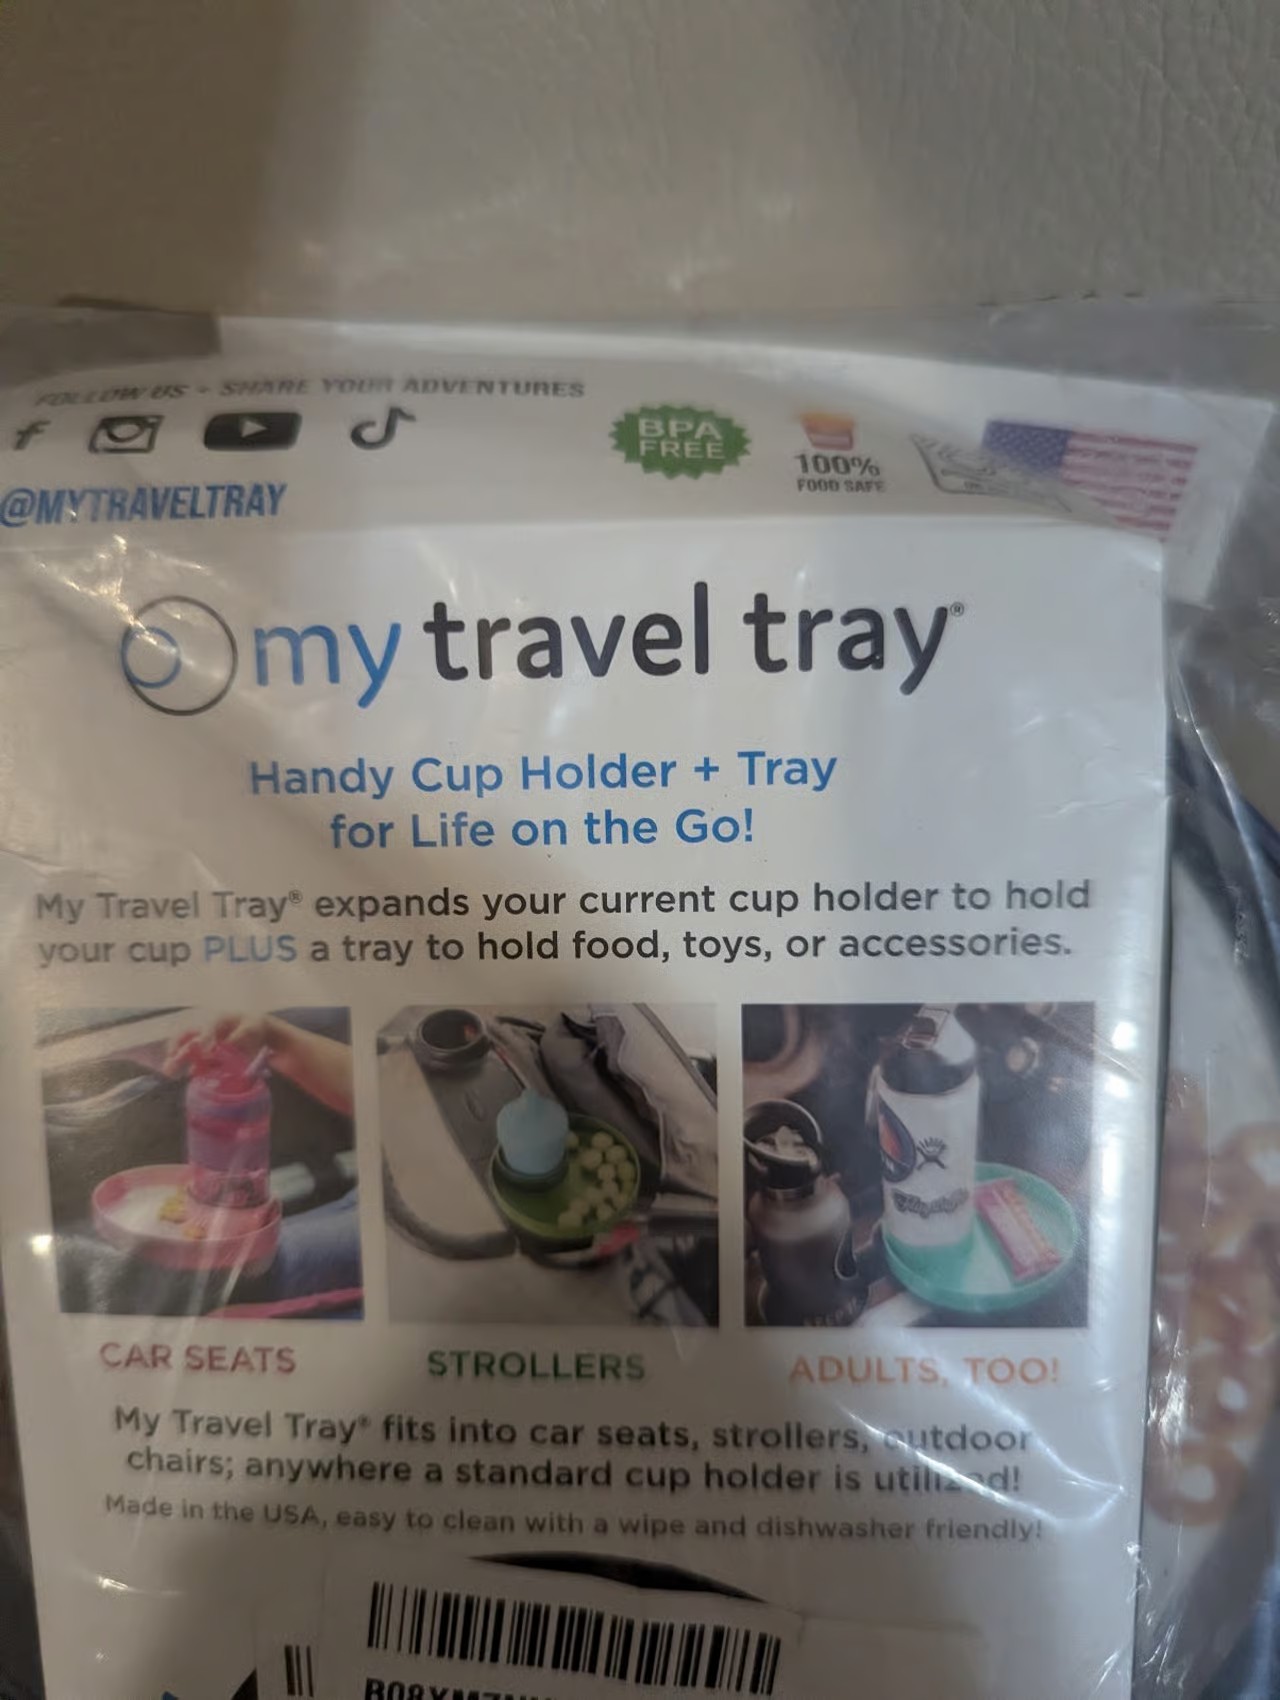 FOLLOW US - SHARE YOUR ADVENTURES
@MYTRAVELTRAY
BPA
FREE
100%
FOOD SAFE
my travel tray®
Handy Cup Holder + Tray
for Life on the Go!
My Travel Tray® expands your current cup holder to hold
your cup PLUS a tray to hold food, toys, or accessories.
CAR SEATS
STROLLERS
ADULTS, TOO!
My Travel Tray® fits into car seats, strollers, outdoor
chairs; anywhere a standard cup holder is utilized!
Made in the USA, easy to clean with a wipe and dishwasher friendly!